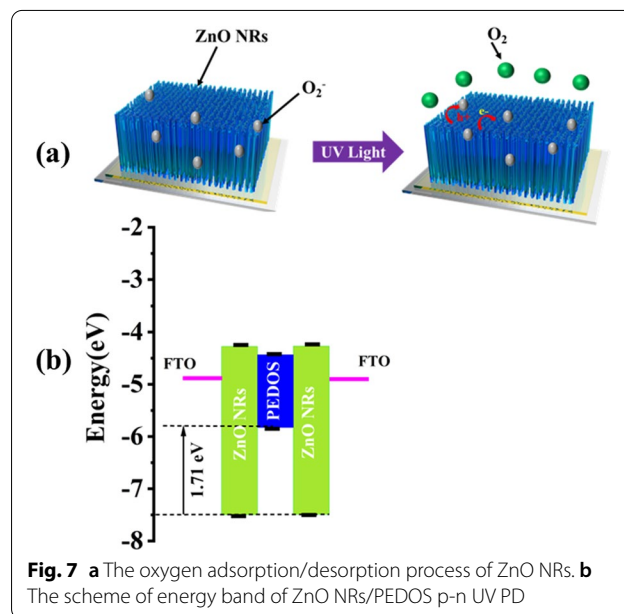 ZnO NRs
O₂
O₂⁻
(a)
h+
e-
UV Light
-2
-3
-4
-5
-6
-7
-8
Energy(eV)
(b)
FTO
ZnO NRs
PEDOS
ZnO NRs
FTO
1.71 eV
Fig. 7 a The oxygen adsorption/desorption process of ZnO NRs. b
The scheme of energy band of ZnO NRs/PEDOS p-n UV PD